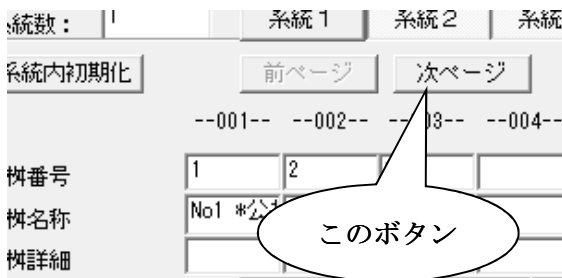 系統数： 1 系統１ 系統２ 系統
系統内初期化 前ページ 次ページ
--001-- --002-- --03-- --004--
桝番号 1 2
桝名称 No1 *公
桝詳細
このボタン